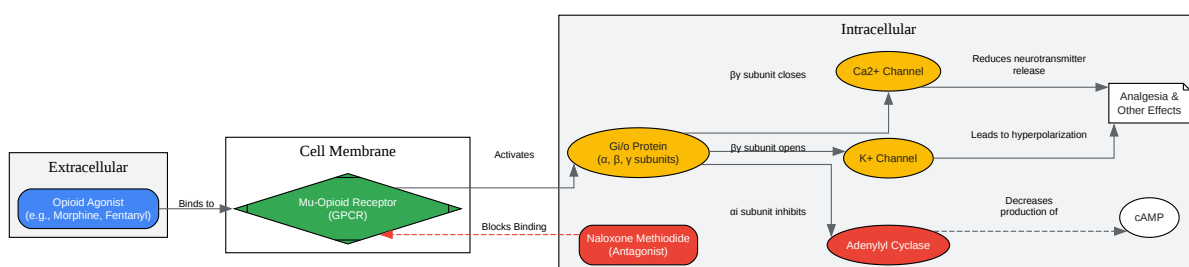 Extracellular
Opioid Agonist
(e.g., Morphine, Fentanyl)
Binds to
Cell Membrane
Mu-Opioid Receptor
(GPCR)
Activates
Blocks Binding
Intracellular
Gi/o Protein
(α, β, γ subunits)
Naloxone Methiodide
(Antagonist)
βγ subunit closes
βγ subunit opens
αi subunit inhibits
Ca2+ Channel
K+ Channel
Adenylyl Cyclase
Reduces neurotransmitter
release
Leads to hyperpolarization
Decreases
production of
Analgesia &
Other Effects
cAMP